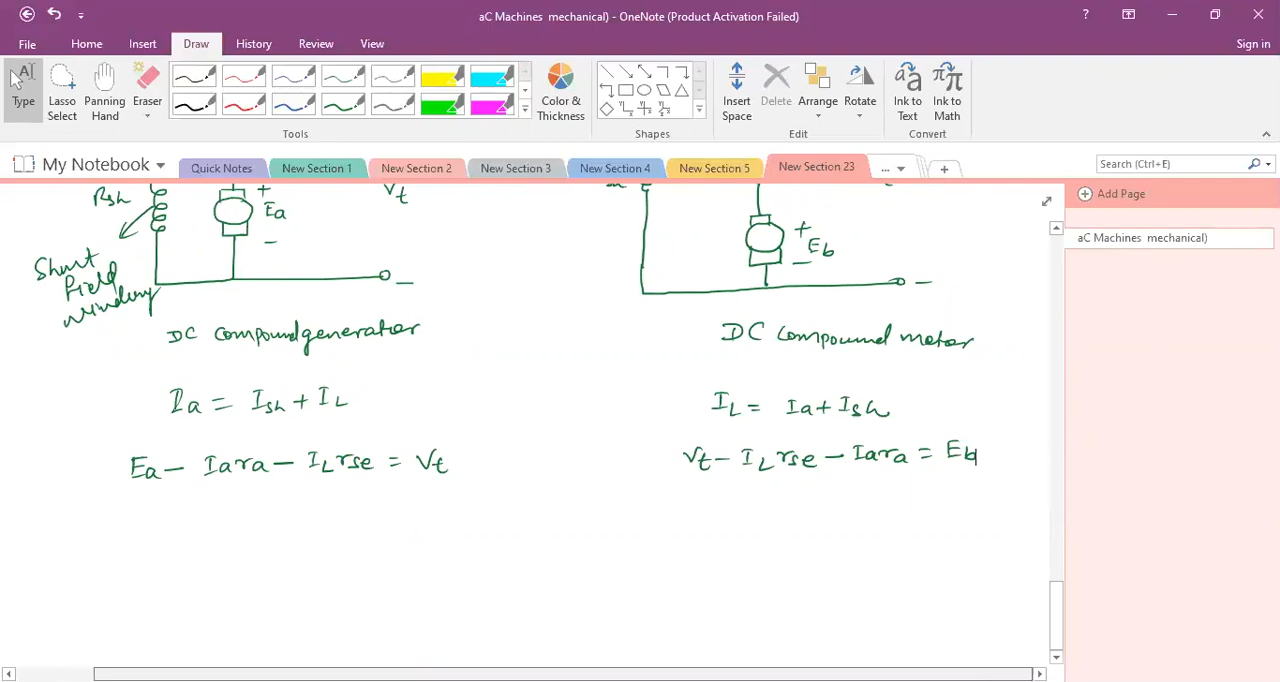 aC Machines mechanical) - OneNote (Product Activation Failed)
?
File Home Insert Draw History Review View
Sign in
Type
Lasso Select
Panning Hand
Eraser
Color & Thickness
Insert Space
Delete
Arrange
Rotate
Ink to Text
Ink to Math
Tools
Shapes
Edit
Convert
My Notebook
Quick Notes
New Section 1
New Section 2
New Section 3
New Section 4
New Section 5
New Section 23
...
Search (Ctrl+E)
Add Page
aC Machines mechanical)
Rsh
+
Ea
-
Vt
Shunt
Field
winding
-
DC compound generator
Ia = Ish + IL
Ea - Iara - ILrse = Vt
+
Eb
-
-
DC compound motor
IL = Ia + Ish
Vt - ILrse - Iara = Eb